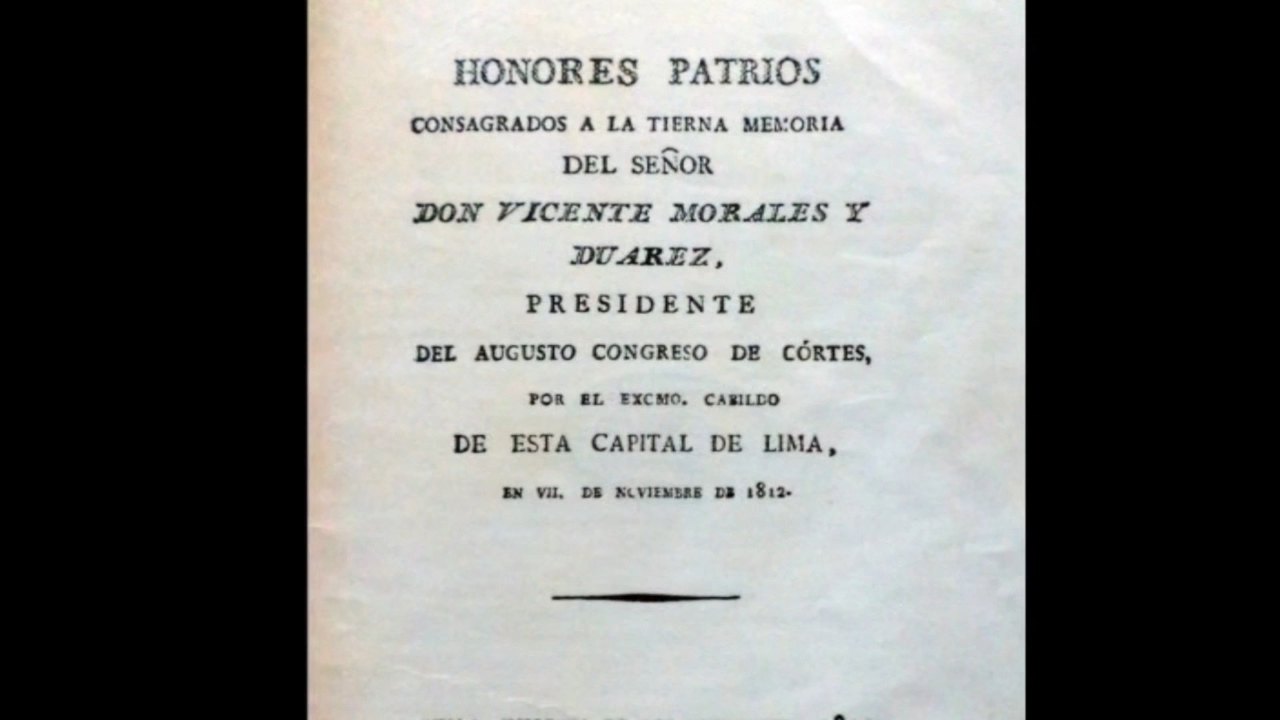 HONORES PATRIOS
CONSAGRADOS A LA TIERNA MEMORIA
DEL SEÑOR
DON VICENTE MORALES Y
DUAREZ,
PRESIDENTE
DEL AUGUSTO CONGRESO DE CÓRTES,
POR EL EXCMO. CABILDO
DE ESTA CAPITAL DE LIMA,
EN VII. DE NOVIEMBRE DE 1812.